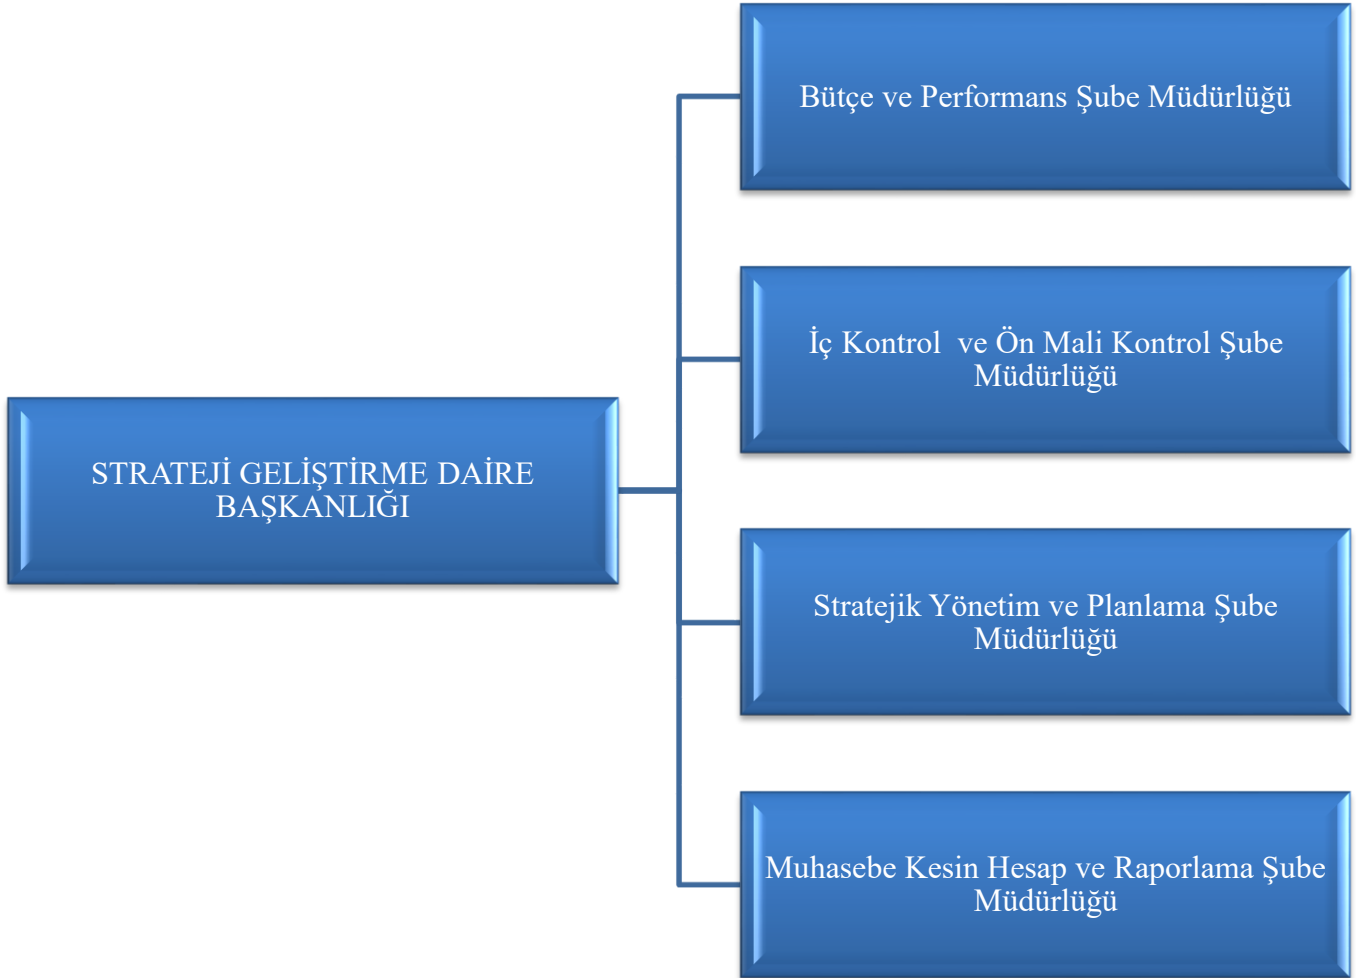 Bütçe ve Performans Şube Müdürlüğü
İç Kontrol  ve Ön Mali Kontrol Şube
Müdürlüğü
STRATEJİ GELİŞTİRME DAİRE
BAŞKANLIĞI
Stratejik Yönetim ve Planlama Şube
Müdürlüğü
Muhasebe Kesin Hesap ve Raporlama Şube
Müdürlüğü